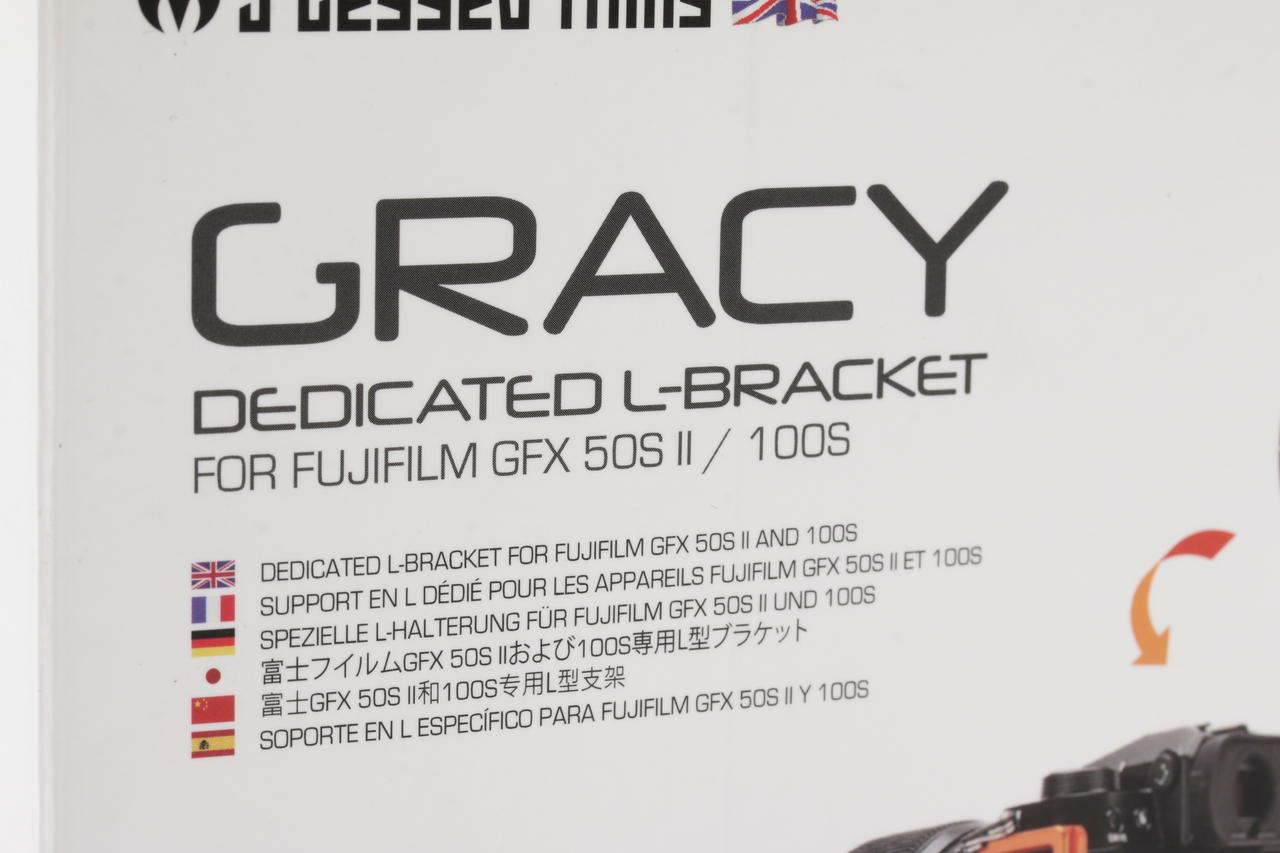 GRACY
DEDICATED L-BRACKET
FOR FUJIFILM GFX 50S II / 100S
DEDICATED L-BRACKET FOR FUJIFILM GFX 50S II AND 100S
SUPPORT EN L DÉDIÉ POUR LES APPAREILS FUJIFILM GFX 50S II ET 100S
SPEZIELLE L-HALTERUNG FÜR FUJIFILM GFX 50S II UND 100S
富士フイルムGFX 50S IIおよび100S専用L型ブラケット
富士GFX 50S II和100S专用L型支架
SOPORTE EN L ESPECÍFICO PARA FUJIFILM GFX 50S II Y 100S